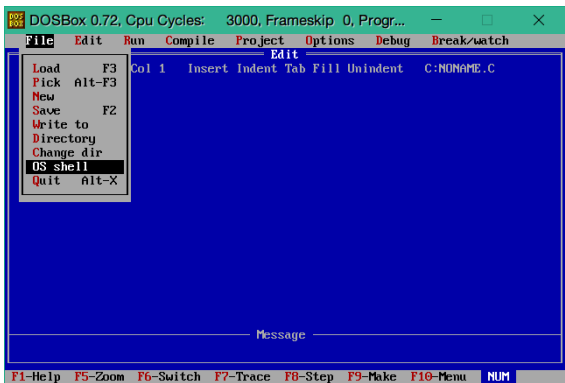 DOSBox 0.72, Cpu Cycles: 3000, Frameskip 0, Progr...
File Edit Run Compile Project Options Debug Break/watch
Edit
Col 1 Insert Indent Tab Fill Unindent C:NONAME.C
Load F3
Pick Alt-F3
New
Save F2
Write to
Directory
Change dir
OS shell
Quit Alt-X
Message
F1-Help F5-Zoom F6-Switch F7-Trace F8-Step F9-Make F10-Menu NUM